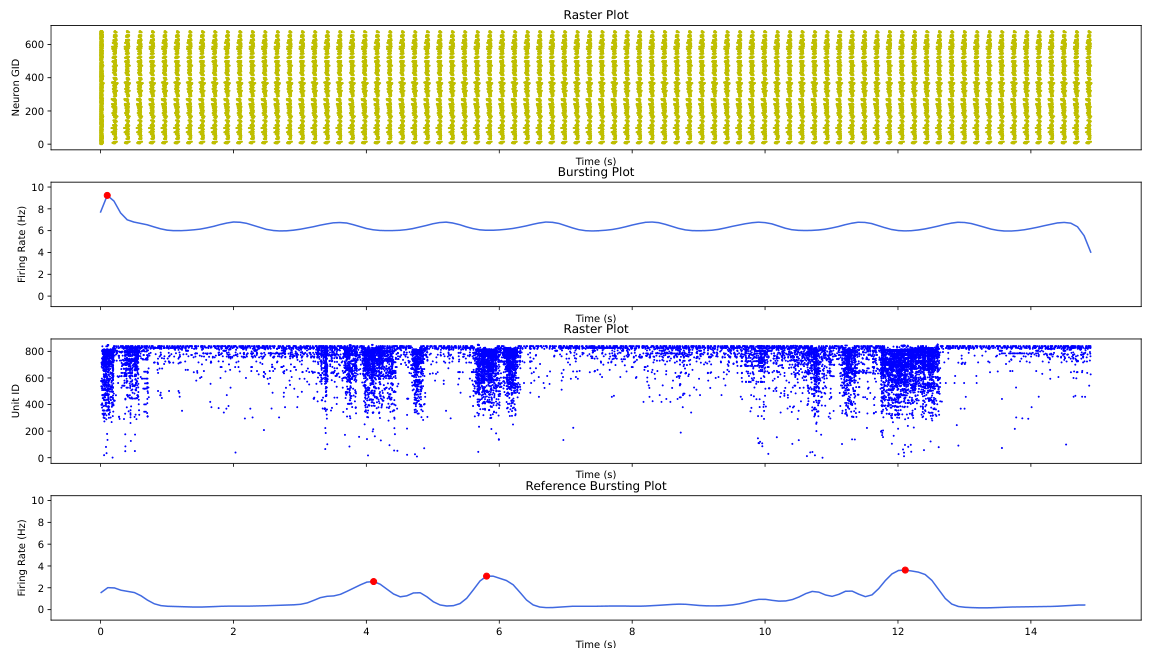 Raster Plot
Neuron GID
600
400
200
0
Time (s)
Bursting Plot
Firing Rate (Hz)
10
8
6
4
2
0
Time (s)
Raster Plot
Unit ID
800
600
400
200
0
Time (s)
Reference Bursting Plot
Firing Rate (Hz)
10
8
6
4
2
0
0 2 4 6 8 10 12 14
Time (s)